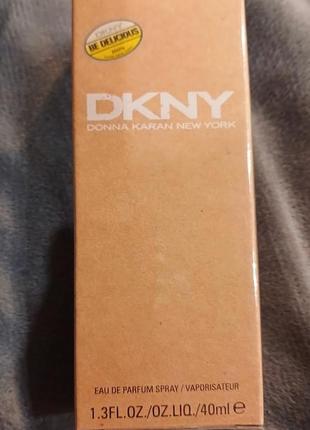 DKNY
BE DELICIOUS
DKNY
DONNA KARAN NEW YORK
EAU DE PARFUM SPRAY / VAPORISATEUR
1.3FL.OZ./OZ.LIQ./40ml e